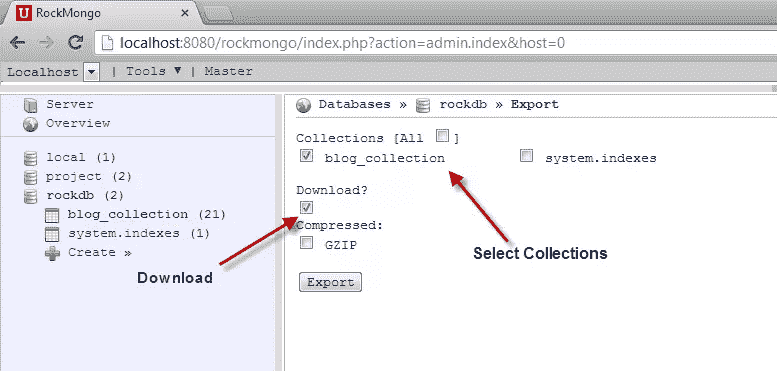 RockMongo
localhost:8080/rockmongo/index.php?action=admin.index&host=0
Localhost | Tools ▼ | Master
Server
Overview
local (1)
project (2)
rockdb (2)
blog_collection (21)
system.indexes (1)
Create »
Databases » rockdb » Export
Collections [All ]
blog_collection system.indexes
Download?
Compressed:
GZIP
Export
Download
Select Collections